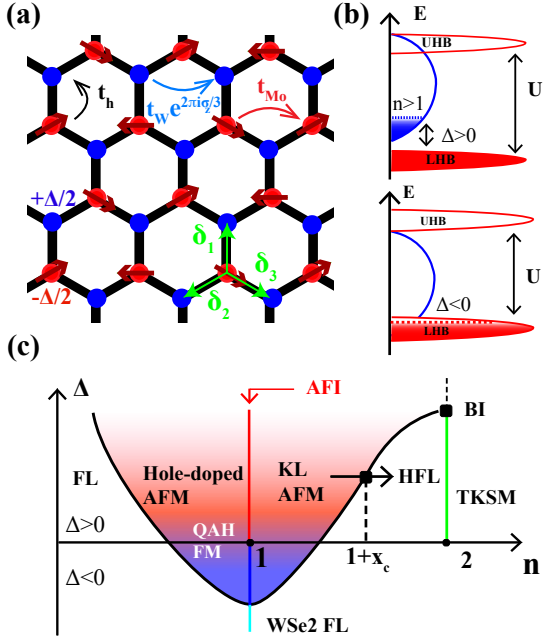 (a)
t_h
t_W e^{2πiσ_z/3}
t_Mo
+Δ/2
-Δ/2
δ_1
δ_2
δ_3
(b)
E
UHB
n>1
Δ>0
U
LHB
E
UHB
U
Δ<0
LHB
(c)
Δ
AFI
BI
FL
Hole-doped
AFM
KL
AFM
HFL
TKSM
Δ>0
QAH
FM
1
1+x_c
2
n
Δ<0
WSe2 FL